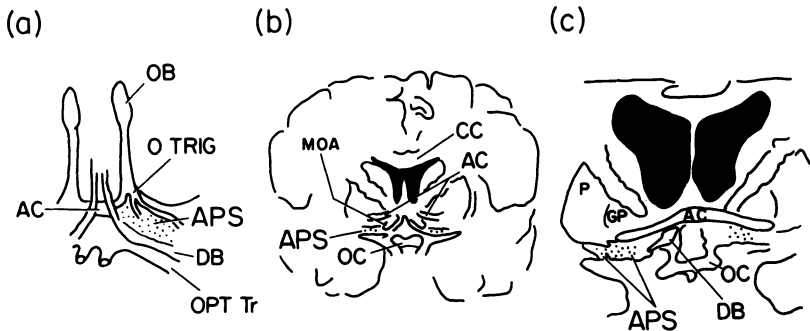 (a)
OB
O TRIG
AC
APS
DB
OPT Tr
(b)
MOA
CC
AC
APS
OC
(c)
P
GP
AC
OC
DB
APS